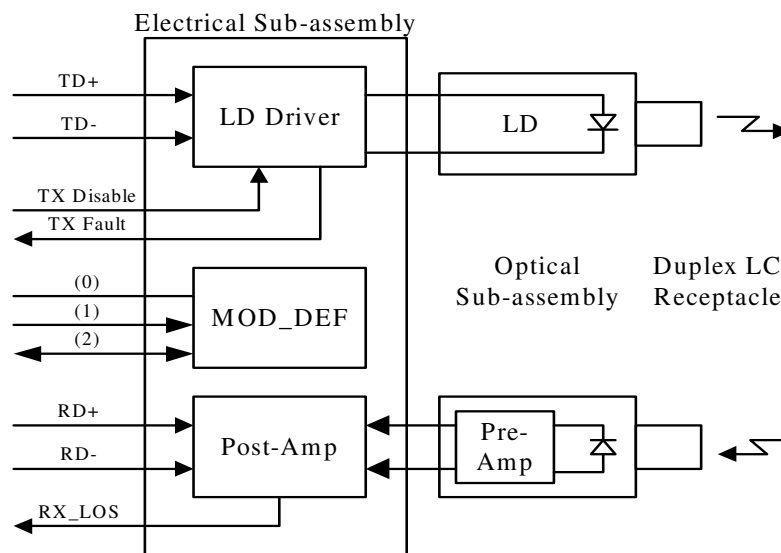 Electrical Sub-assembly
TD+
TD-
LD Driver
LD
TX Disable
TX Fault
(0)
(1)
(2)
MOD_DEF
Optical
Sub-assembly
Duplex LC
Receptacle
RD+
RD-
Post-Amp
Pre-
Amp
RX_LOS